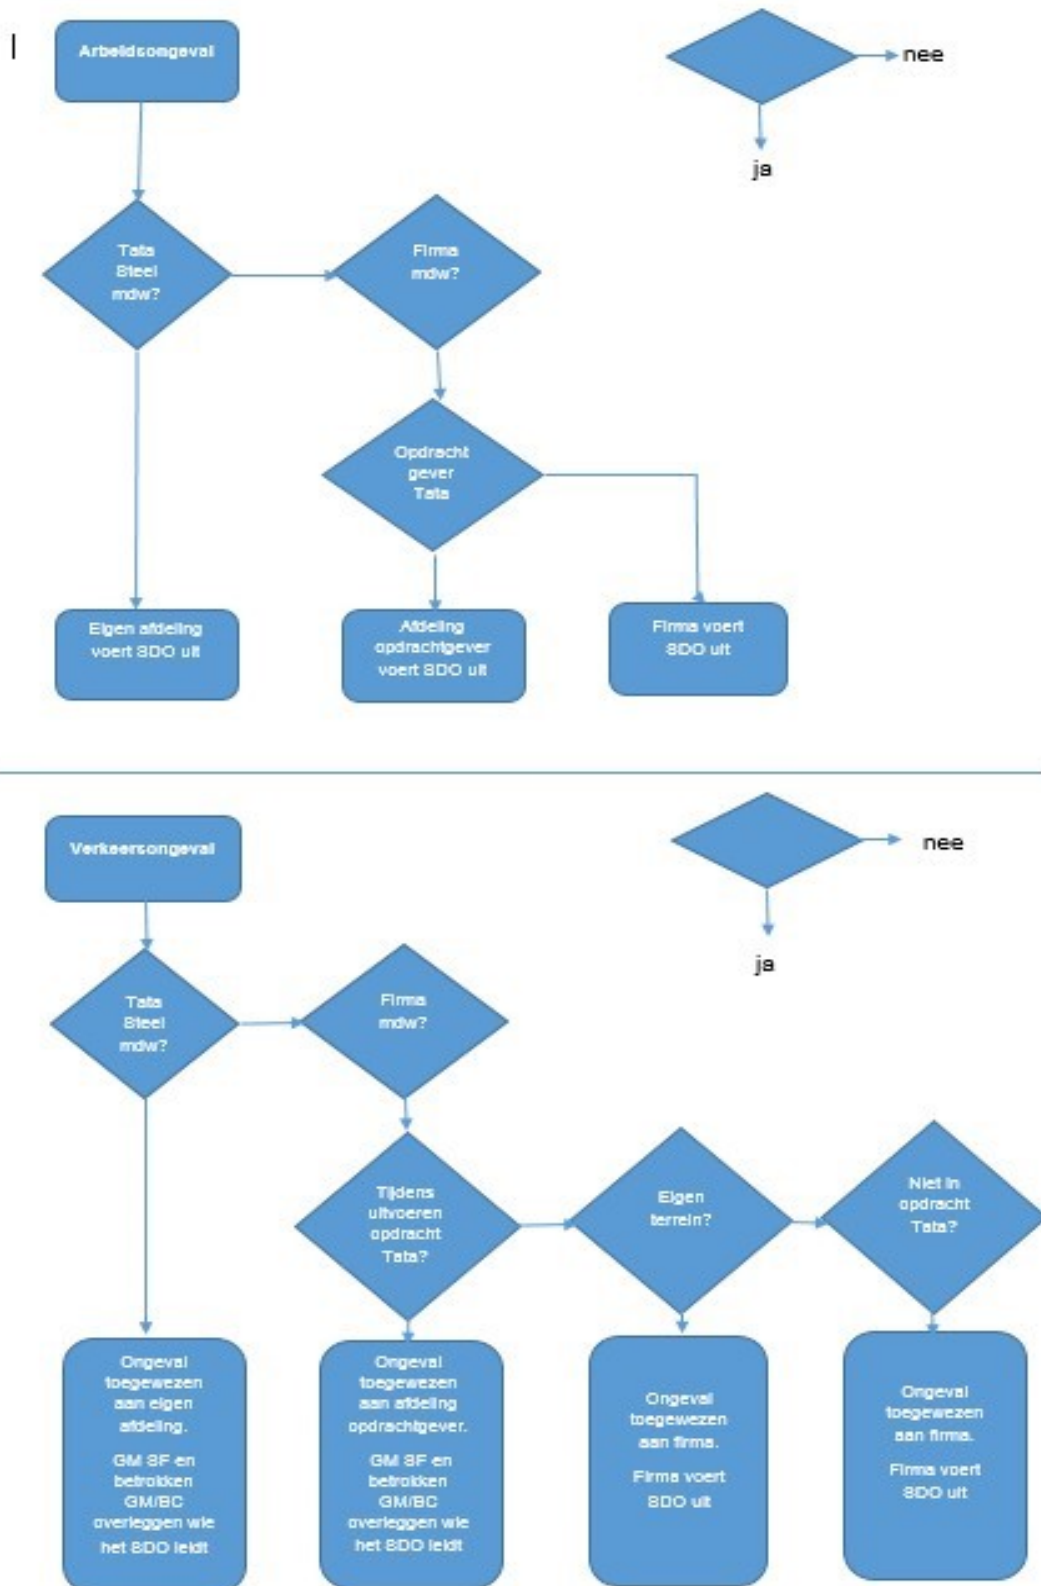 Arbeidsongeval
nee
ja
Tata
Steel
mdw?
Firma
mdw?
Opdracht
gever
Tata
Eigen afdeling
voert SDO uit
Afdeling
opdrachtgever
voert SDO uit
Firma voert
SDO uit
Verkeersongeval
nee
ja
Tata
Steel
mdw?
Firma
mdw?
Tijdens
uitvoeren
opdracht
Tata?
Eigen
terrein?
Niet in
opdracht
Tata?
Ongeval
toegewezen
aan eigen
afdeling.
GM SF en
betrokken
GM/BC
overleggen wie
het SDO leidt
Ongeval
toegewezen
aan afdeling
opdrachtgever.
GM SF en
betrokken
GM/BC
overleggen wie
het SDO leidt
Ongeval
toegewezen
aan firma.
Firma voert
SDO uit
Ongeval
toegewezen
aan firma.
Firma voert
SDO uit